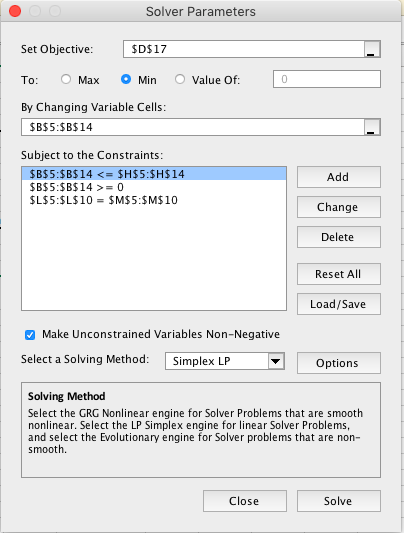 Solver Parameters
Set Objective: $D$17
To: Max Min Value Of: 0
By Changing Variable Cells:
$B$5:$B$14
Subject to the Constraints:
$B$5:$B$14 <= $H$5:$H$14
$B$5:$B$14 >= 0
$L$5:$L$10 = $M$5:$M$10
Add
Change
Delete
Reset All
Load/Save
Make Unconstrained Variables Non-Negative
Select a Solving Method: Simplex LP Options
Solving Method
Select the GRG Nonlinear engine for Solver Problems that are smooth
nonlinear. Select the LP Simplex engine for linear Solver Problems,
and select the Evolutionary engine for Solver problems that are non-
smooth.
Close Solve